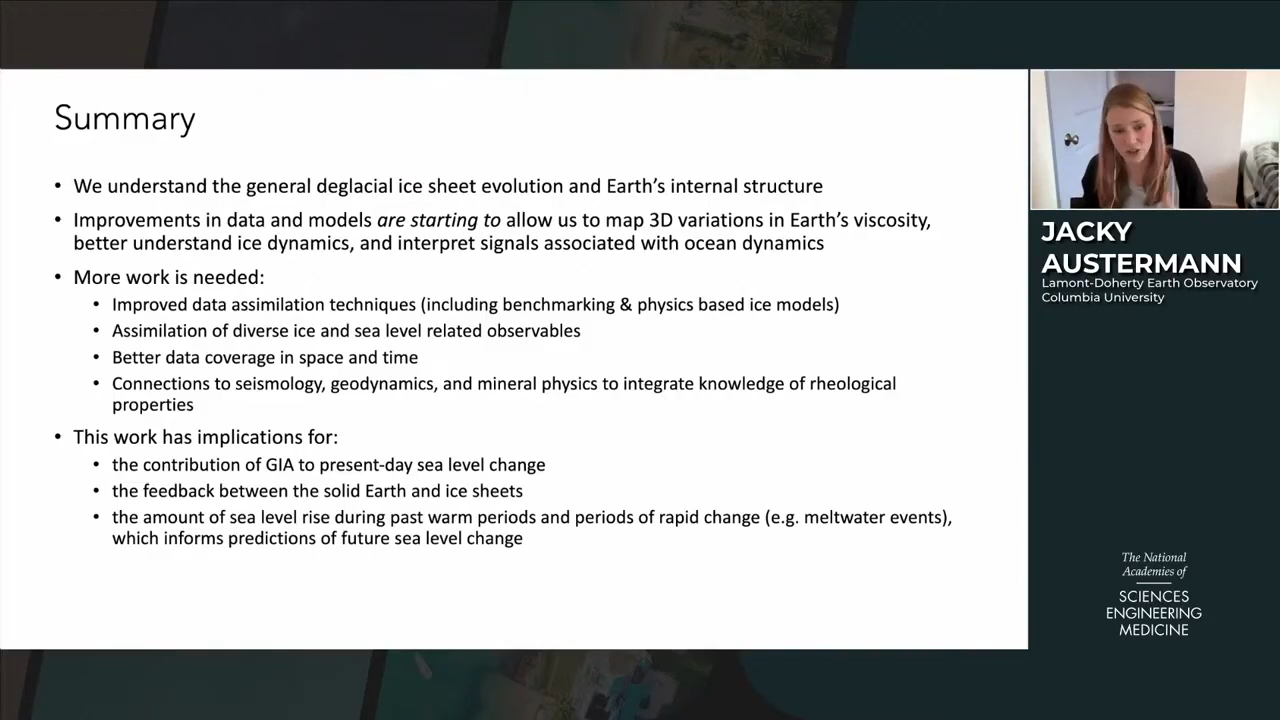 Summary
• We understand the general deglacial ice sheet evolution and Earth's internal structure
• Improvements in data and models are starting to allow us to map 3D variations in Earth's viscosity,
better understand ice dynamics, and interpret signals associated with ocean dynamics
• More work is needed:
• Improved data assimilation techniques (including benchmarking & physics based ice models)
• Assimilation of diverse ice and sea level related observables
• Better data coverage in space and time
• Connections to seismology, geodynamics, and mineral physics to integrate knowledge of rheological
properties
• This work has implications for:
• the contribution of GIA to present-day sea level change
• the feedback between the solid Earth and ice sheets
• the amount of sea level rise during past warm periods and periods of rapid change (e.g. meltwater events),
which informs predictions of future sea level change
JACKY
AUSTERMANN
Lamont-Doherty Earth Observatory
Columbia University
The National
Academies of
SCIENCES
ENGINEERING
MEDICINE